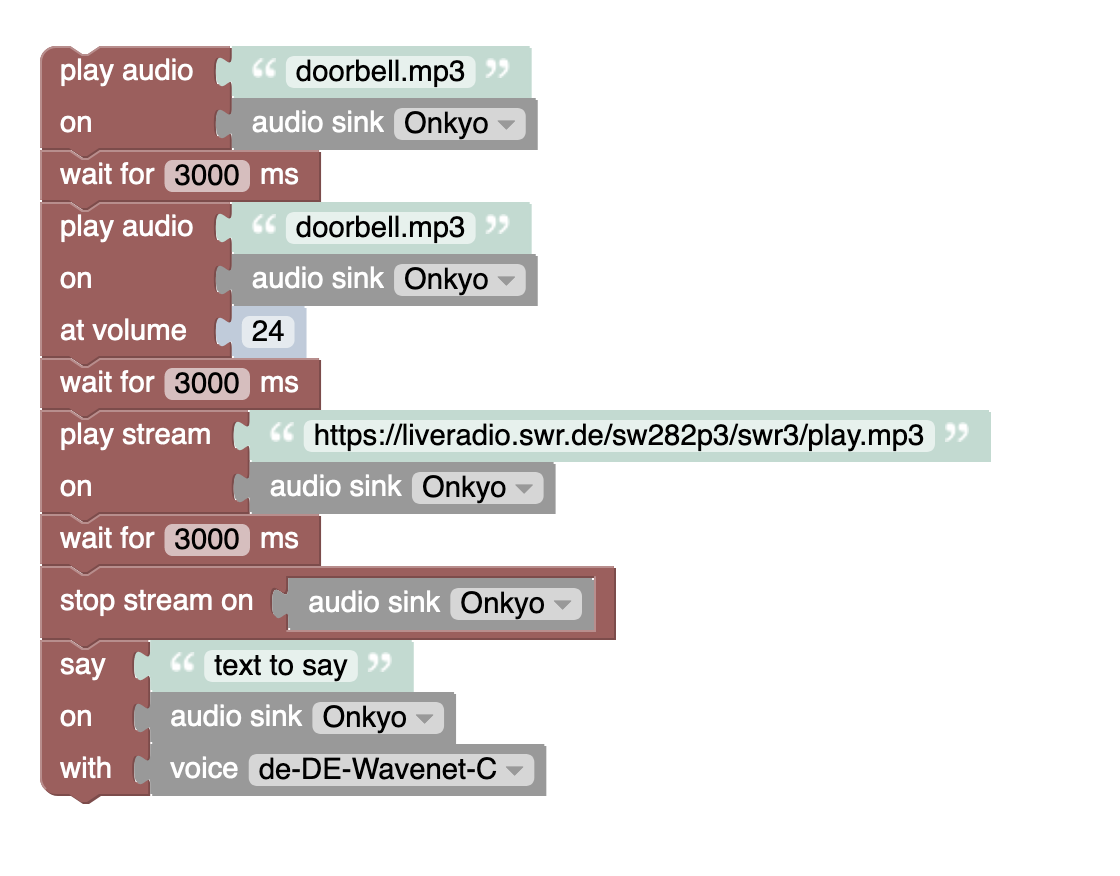 play audio “ doorbell.mp3 ”
on audio sink Onkyo
wait for 3000 ms
play audio “ doorbell.mp3 ”
on audio sink Onkyo
at volume 24
wait for 3000 ms
play stream “ https://liveradio.swr.de/sw282p3/swr3/play.mp3 ”
on audio sink Onkyo
wait for 3000 ms
stop stream on audio sink Onkyo
say “ text to say ”
on audio sink Onkyo
with voice de-DE-Wavenet-C